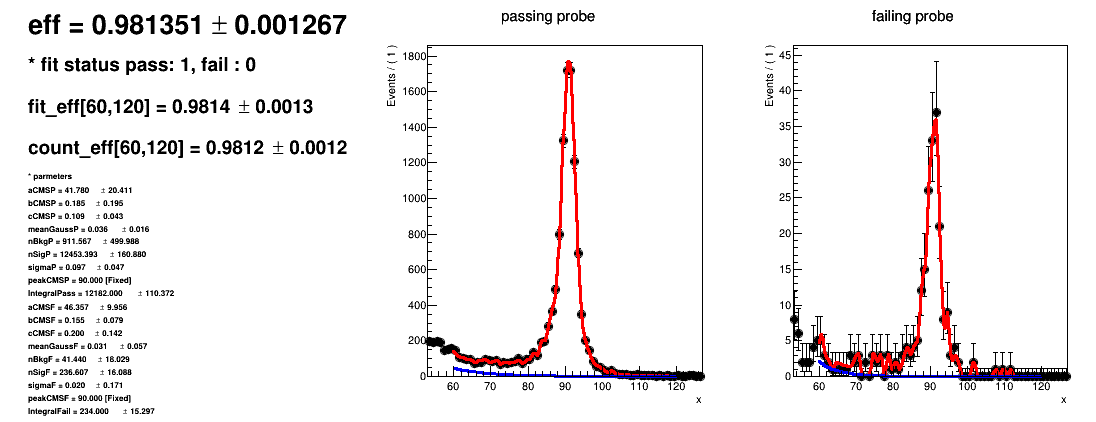 eff = 0.981351 ± 0.001267
* fit status pass: 1, fail : 0
fit_eff[60,120] = 0.9814 ± 0.0013
count_eff[60,120] = 0.9812 ± 0.0012
* parmeters
aCMSP = 41.780 ± 20.411
bCMSP = 0.185 ± 0.195
cCMSP = 0.109 ± 0.043
meanGaussP = 0.036 ± 0.016
nBkgP = 911.567 ± 499.988
nSigP = 12453.393 ± 160.880
sigmaP = 0.097 ± 0.047
peakCMSP = 90.000 [Fixed]
IntegralPass = 12182.000 ± 110.372
aCMSF = 46.357 ± 9.956
bCMSF = 0.155 ± 0.079
cCMSF = 0.200 ± 0.142
meanGaussF = 0.031 ± 0.057
nBkgF = 41.440 ± 18.029
nSigF = 236.607 ± 16.088
sigmaF = 0.020 ± 0.171
peakCMSF = 90.000 [Fixed]
IntegralFail = 234.000 ± 15.297
passing probe
Events / ( 1 )
1800
1600
1400
1200
1000
800
600
400
200
0
60 70 80 90 100 110 120
x
failing probe
Events / ( 1 )
45
40
35
30
25
20
15
10
5
0
60 70 80 90 100 110 120
x